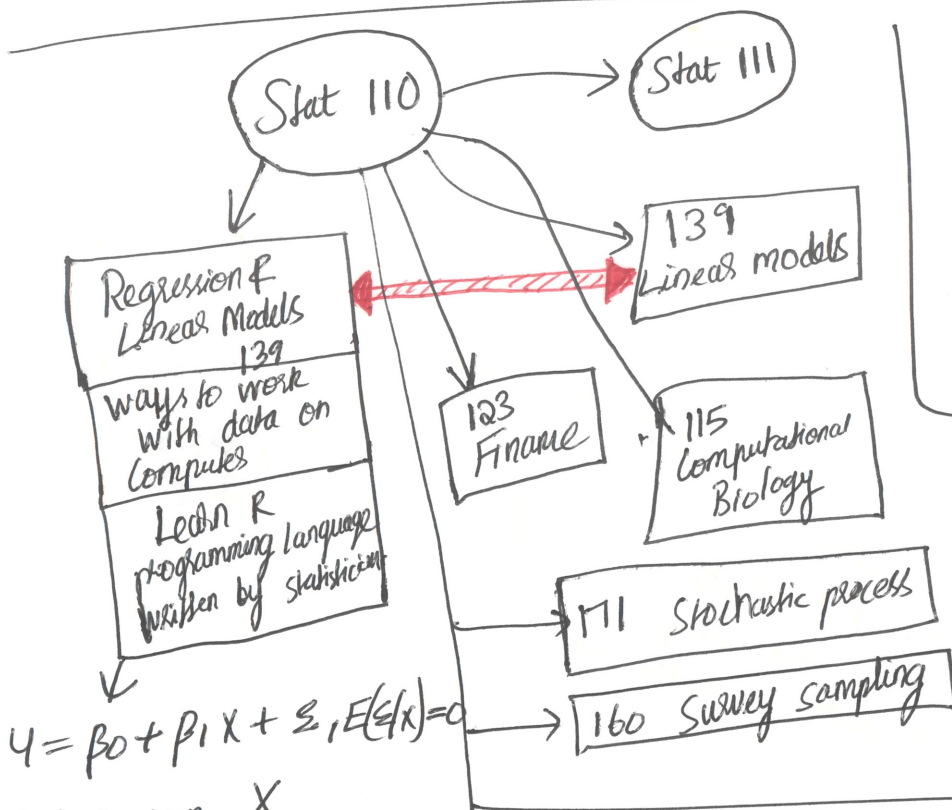 Stat 110
Stat 111
139
Linear models
Regression &
Linear Models
139
ways to work
with data on
Computer
Learn R
programming language
written by statistician
123
Finance
115
Computational
Biology
171 Stochastic process
160 Survey sampling
y = β0 + β1 X + ε, E(ε|X)=0
X